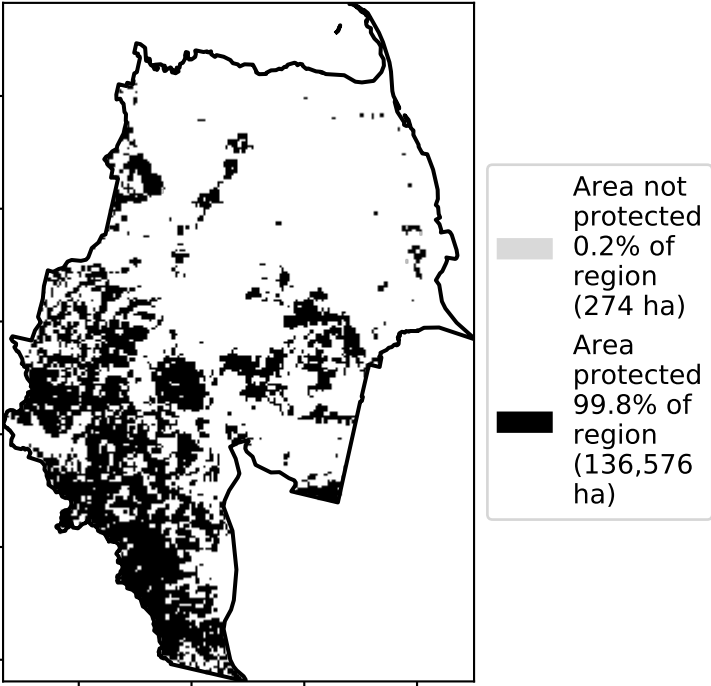 Area not
protected
0.2% of
region
(274 ha)
Area
protected
99.8% of
region
(136,576
ha)